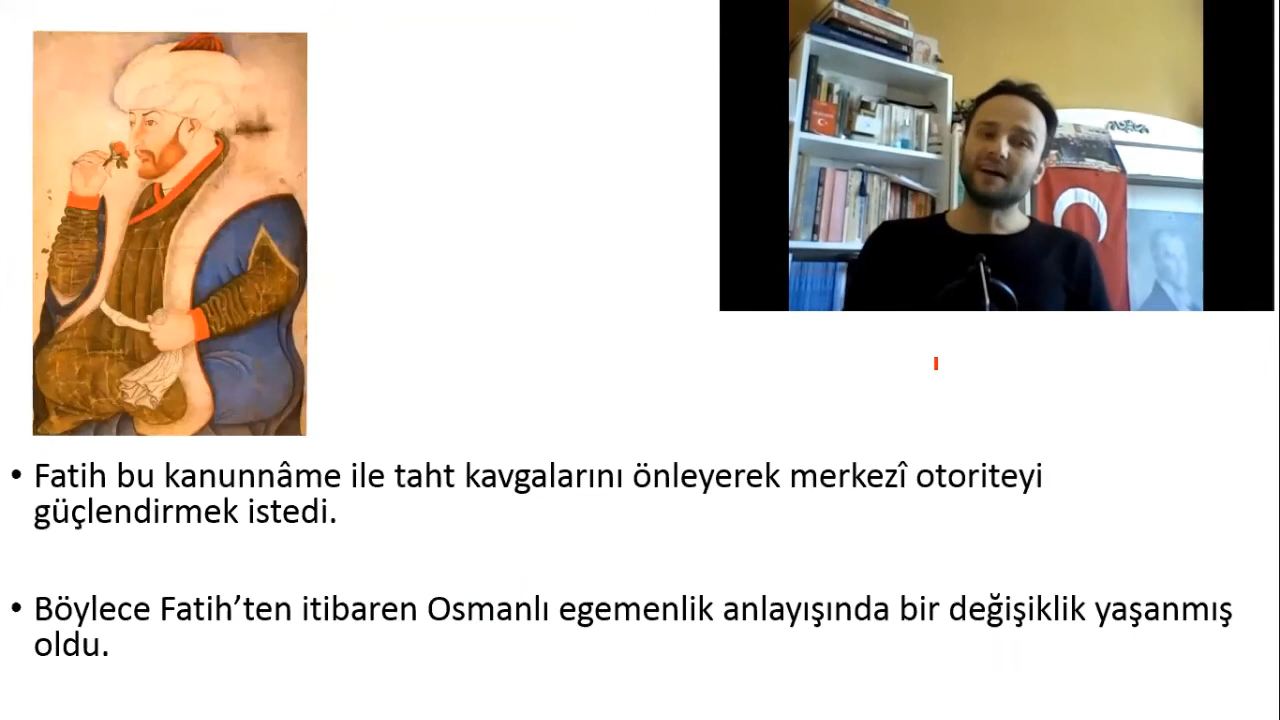 • Fatih bu kanunnâme ile taht kavgalarını önleyerek merkezî otoriteyi
güçlendirmek istedi.
• Böylece Fatih’ten itibaren Osmanlı egemenlik anlayışında bir değişiklik yaşanmış
oldu.